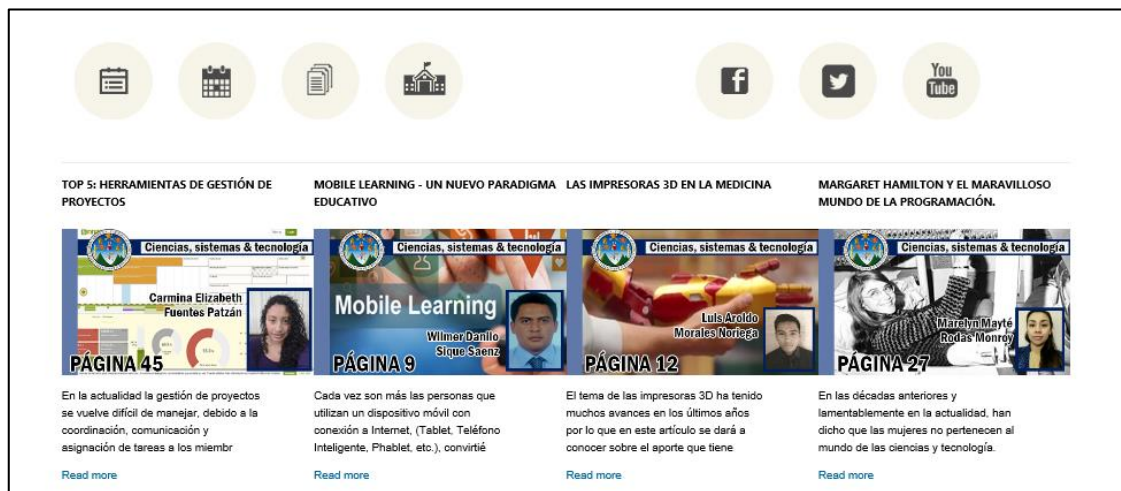 You
Tube
TOP 5: HERRAMIENTAS DE GESTIÓN DE
PROYECTOS
Ciencias, sistemas & tecnología
Carmina Elizabeth
Fuentes Patzán
PÁGINA 45
En la actualidad la gestión de proyectos
se vuelve difícil de manejar, debido a la
coordinación, comunicación y
asignación de tareas a los miembr
Read more
MOBILE LEARNING - UN NUEVO PARADIGMA
EDUCATIVO
Ciencias, sistemas & tecnología
Mobile Learning
Wilmer Danilo
Sique Saenz
PÁGINA 9
Cada vez son más las personas que
utilizan un dispositivo móvil con
conexión a Internet, (Tablet, Teléfono
Inteligente, Phablet, etc.), convirtié
Read more
LAS IMPRESORAS 3D EN LA MEDICINA
Ciencias, sistemas & tecnología
Luis Aroldo
Morales Noriega
PÁGINA 12
El tema de las impresoras 3D ha tenido
muchos avances en los últimos años
por lo que en este artículo se dará a
conocer sobre el aporte que tiene
Read more
MARGARET HAMILTON Y EL MARAVILLOSO
MUNDO DE LA PROGRAMACIÓN.
Ciencias, sistemas & tecnología
Marelyn Mayté
Rodas Monroy
PÁGINA 27
En las décadas anteriores y
lamentablemente en la actualidad, han
dicho que las mujeres no pertenecen al
mundo de las ciencias y tecnología.
Read more